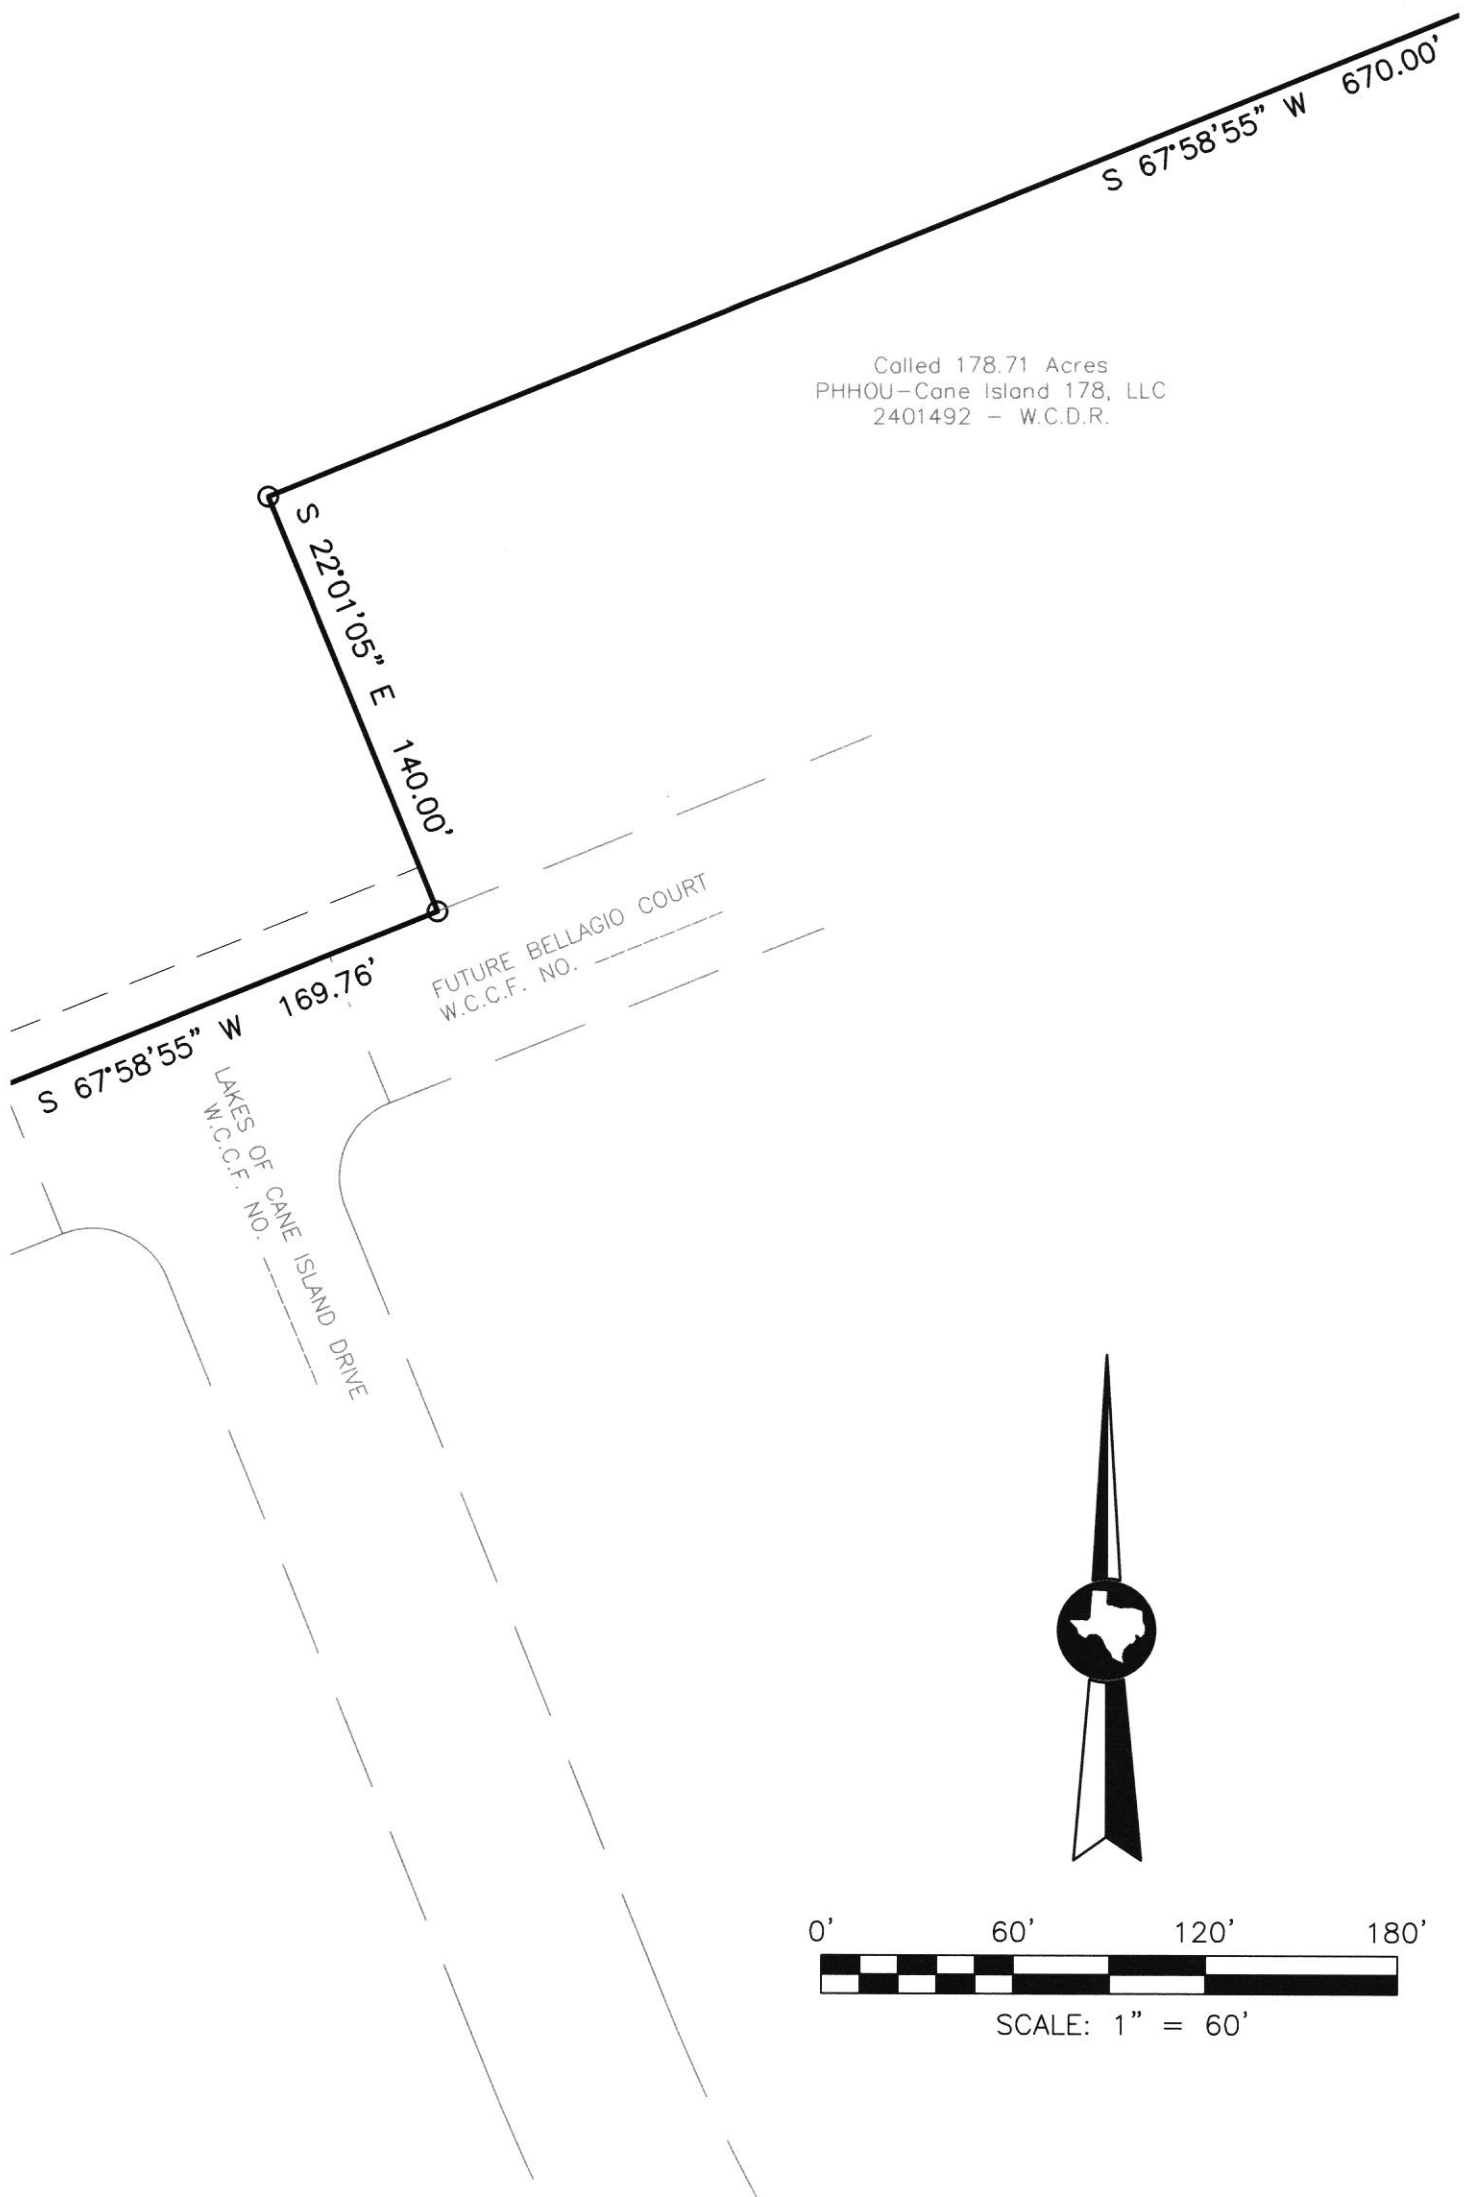 S 67°58'55" W 670.00'
Called 178.71 Acres
PHHOU-Cane Island 178, LLC
2401492 - W.C.D.R.
S 22°01'05" E 140.00'
FUTURE BELLAGIO COURT
W.C.C.F. NO. __________
S 67°58'55" W 169.76'
LAKES OF CANE ISLAND DRIVE
W.C.C.F. NO. __________
0' 60' 120' 180'
SCALE: 1" = 60'